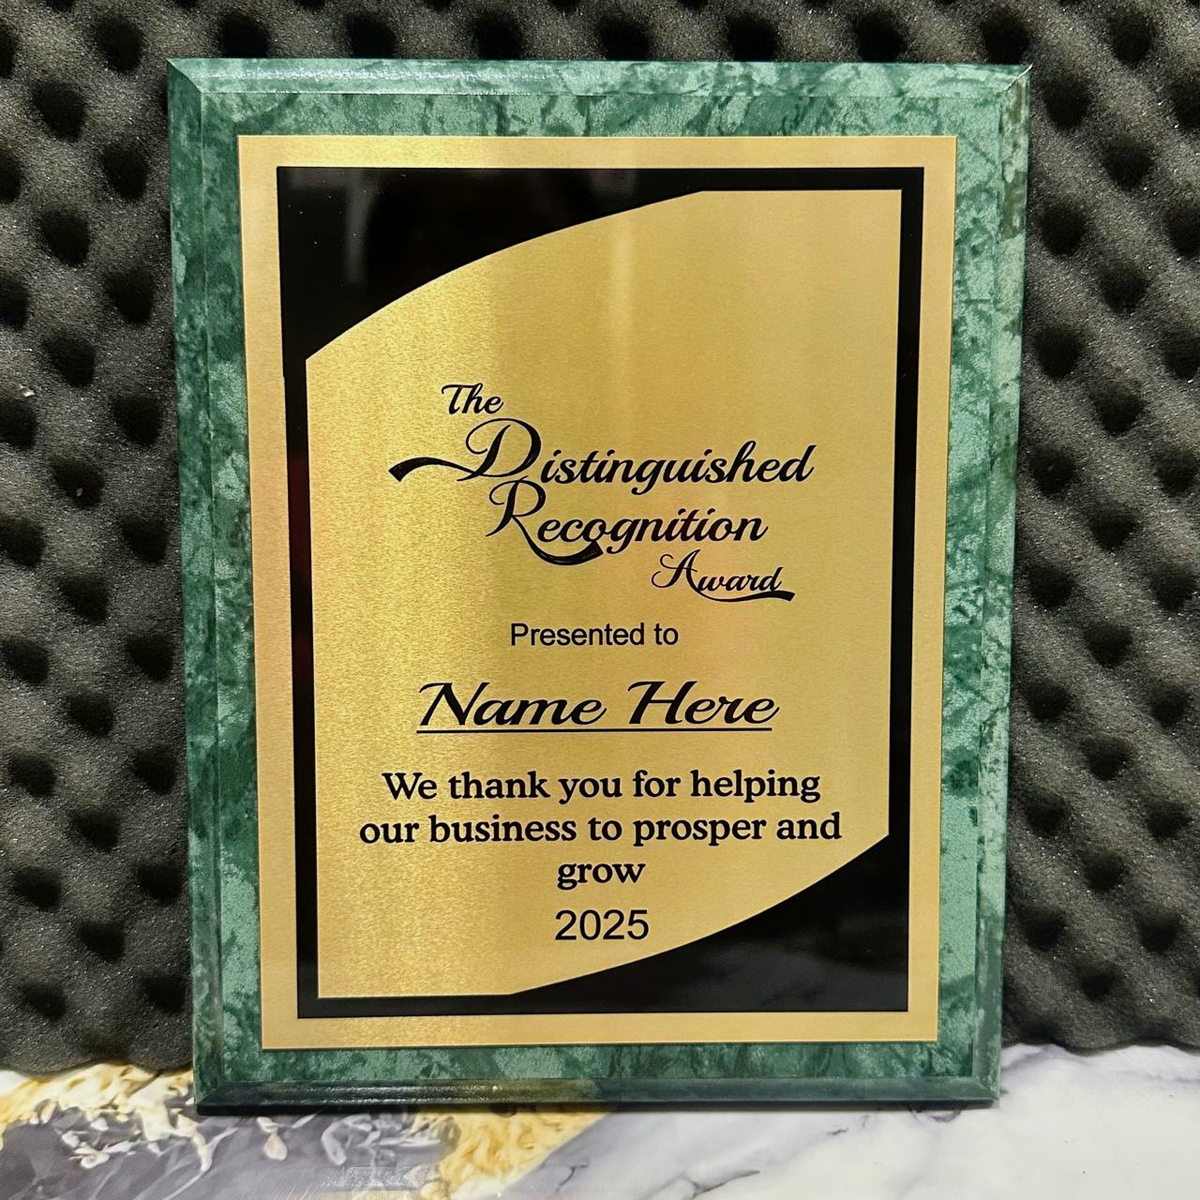 The
Distinguished
Recognition
Award
Presented to
Name Here
We thank you for helping
our business to prosper and
grow
2025